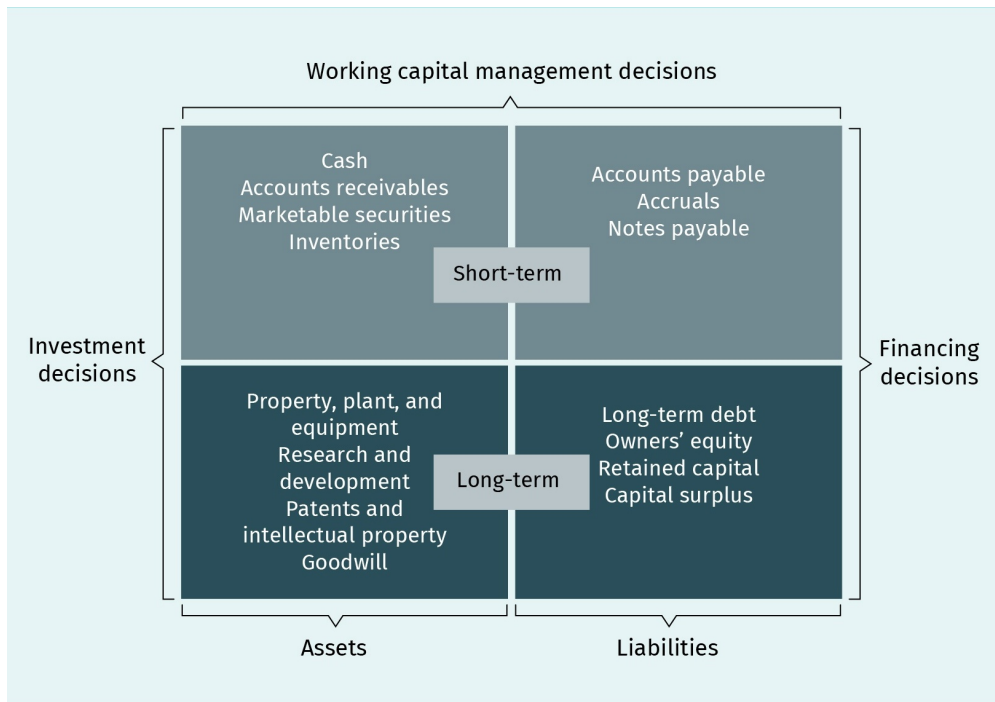 Working capital management decisions
Cash
Accounts receivables
Marketable securities
Inventories
Accounts payable
Accruals
Notes payable
Short-term
Investment
decisions
Financing
decisions
Property, plant, and
equipment
Research and
development
Patents and
intellectual property
Goodwill
Long-term
Long-term debt
Owners’ equity
Retained capital
Capital surplus
Assets
Liabilities